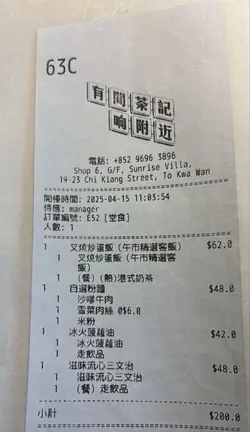 63C
有間茶記
响附近
電話: +852 9696 3896
Shop 6, G/F, Sunrise Villa,
19-23 Chi Kiang Street, To Kwa Wan
開檯時間: 2025-04-15 11:03:54
侍應: manager
訂單編號: E52 [堂食]
人數: 1
1 叉燒炒蛋飯 (午市精選客飯) $62.0
1 叉燒炒蛋飯 (午市精選客
飯)
1 (餐) (熱)港式奶茶
1 自選粉麵 $48.0
1 沙嗲牛肉
1 雪菜肉絲 @$6.0
1 米粉
1 冰火菠蘿油 $42.0
1 冰火菠蘿油
1 走飲品
1 滋味流心三文治 $48.0
1 滋味流心三文治
1 (餐) 走飲品
小計 $200.0